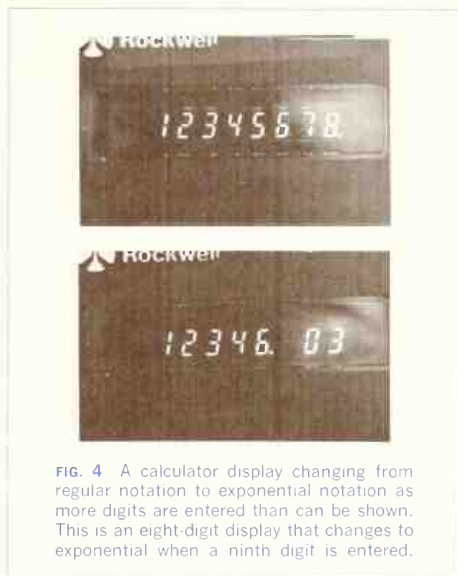 Rockwell
12345678.
Rockwell
12346. 03
FIG. 4 A calculator display changing from
regular notation to exponential notation as
more digits are entered than can be shown.
This is an eight-digit display that changes to
exponential when a ninth digit is entered.